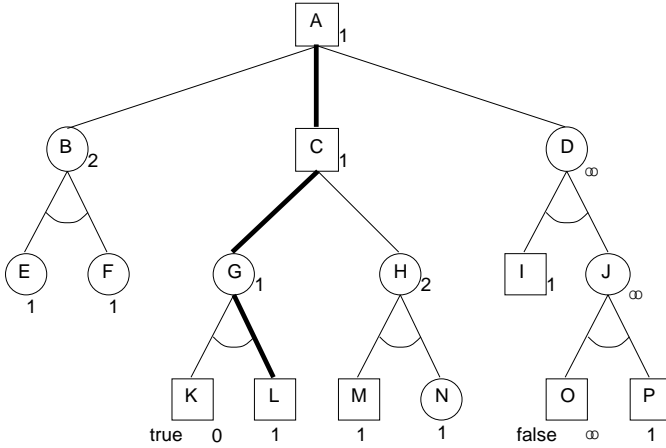 A 1
B 2 C 1 D ∞
E F G 1 H 2 I 1 J ∞
1 1
K L M N O P
true 0 1 1 1 false ∞ 1